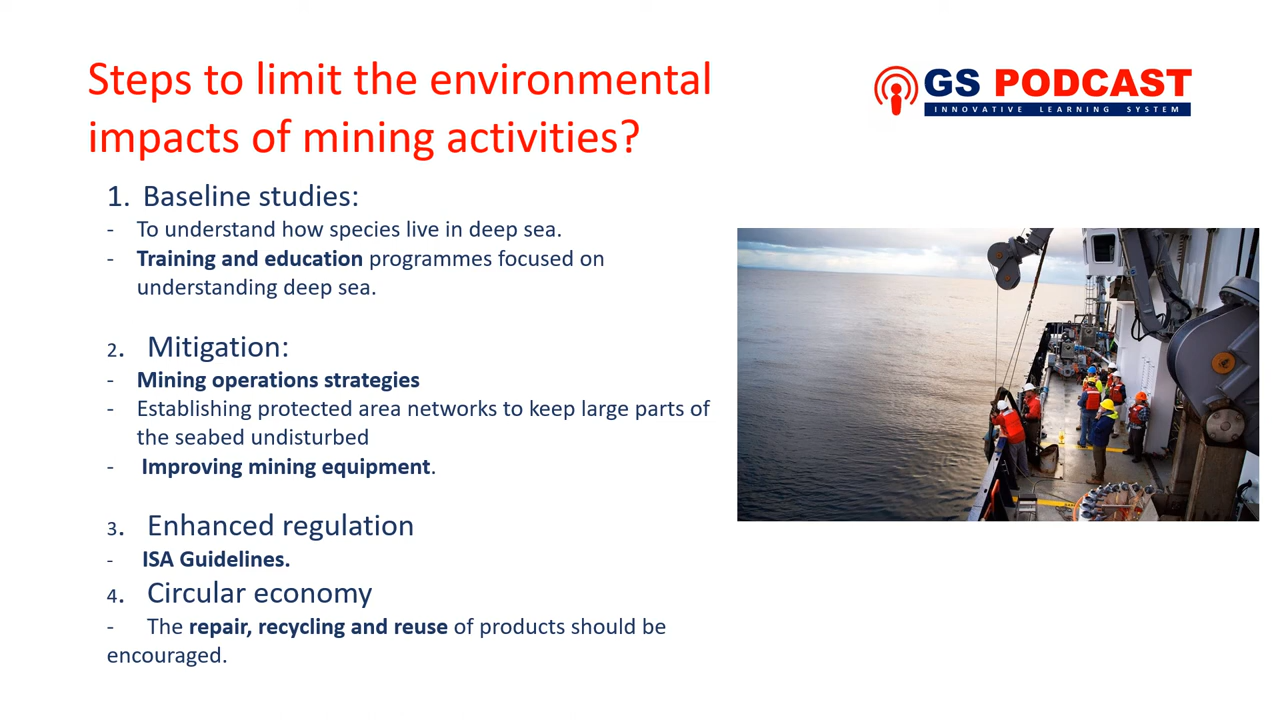 Steps to limit the environmental
impacts of mining activities?
GS PODCAST
INNOVATIVE LEARNING SYSTEM
1. Baseline studies:
- To understand how species live in deep sea.
- Training and education programmes focused on
understanding deep sea.
2. Mitigation:
- Mining operations strategies
- Establishing protected area networks to keep large parts of
the seabed undisturbed
- Improving mining equipment.
3. Enhanced regulation
- ISA Guidelines.
4. Circular economy
- The repair, recycling and reuse of products should be
encouraged.